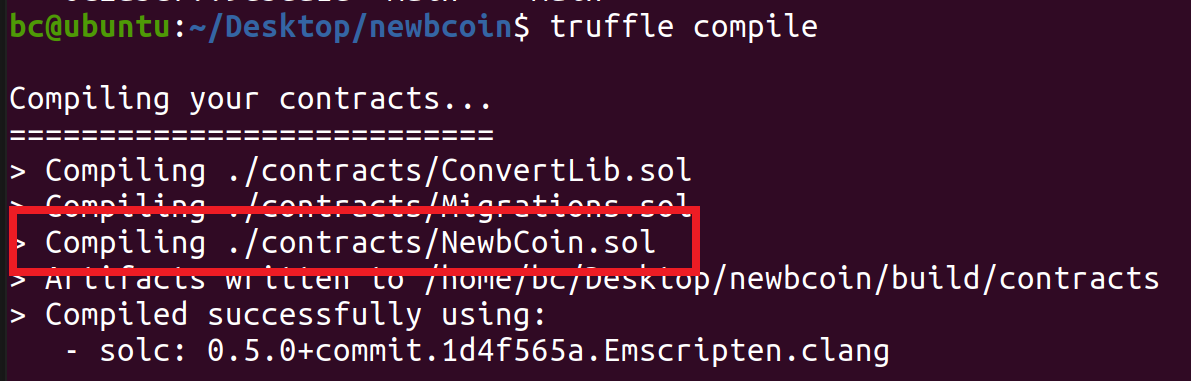 bc@ubuntu:~/Desktop/newbcoin$ truffle compile
Compiling your contracts...
===========================
> Compiling ./contracts/ConvertLib.sol
> Compiling ./contracts/Migrations.sol
> Compiling ./contracts/NewbCoin.sol
> Artifacts written to /home/bc/Desktop/newbcoin/build/contracts
> Compiled successfully using:
   - solc: 0.5.0+commit.1d4f565a.Emscripten.clang